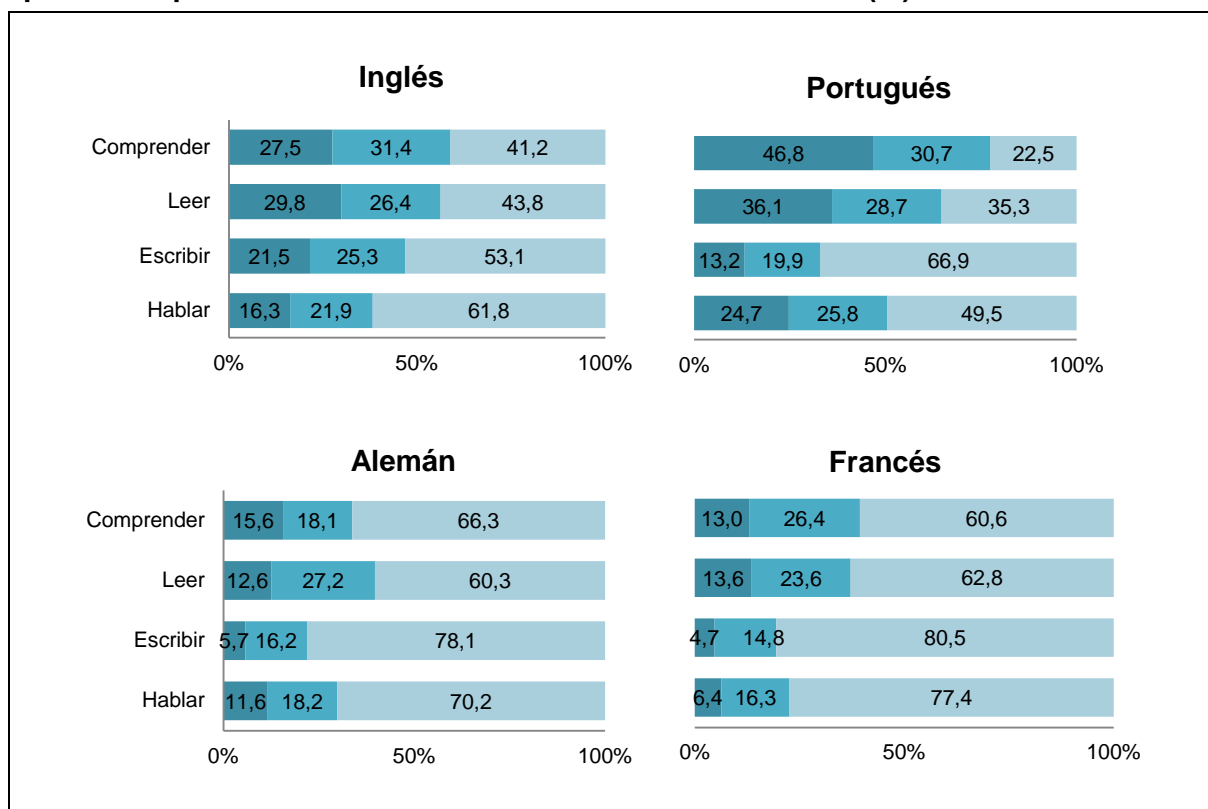 Inglés
Comprender 27,5 31,4 41,2
Leer 29,8 26,4 43,8
Escribir 21,5 25,3 53,1
Hablar 16,3 21,9 61,8
0% 50% 100%
Portugués
46,8 30,7 22,5
36,1 28,7 35,3
13,2 19,9 66,9
24,7 25,8 49,5
0% 50% 100%
Alemán
Comprender 15,6 18,1 66,3
Leer 12,6 27,2 60,3
Escribir 5,7 16,2 78,1
Hablar 11,6 18,2 70,2
0% 50% 100%
Francés
13,0 26,4 60,6
13,6 23,6 62,8
4,7 14,8 80,5
6,4 16,3 77,4
0% 50% 100%